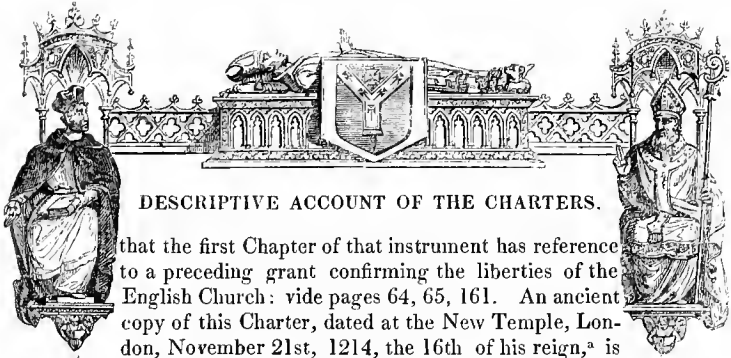 DESCRIPTIVE ACCOUNT OF THE CHARTERS.
that the first Chapter of that instrument has reference
to a preceding grant confirming the liberties of the
English Church: vide pages 64, 65, 161. An ancient
copy of this Charter, dated at the New Temple, Lon-
don, November 21st, 1214, the 16th of his reign,ª is